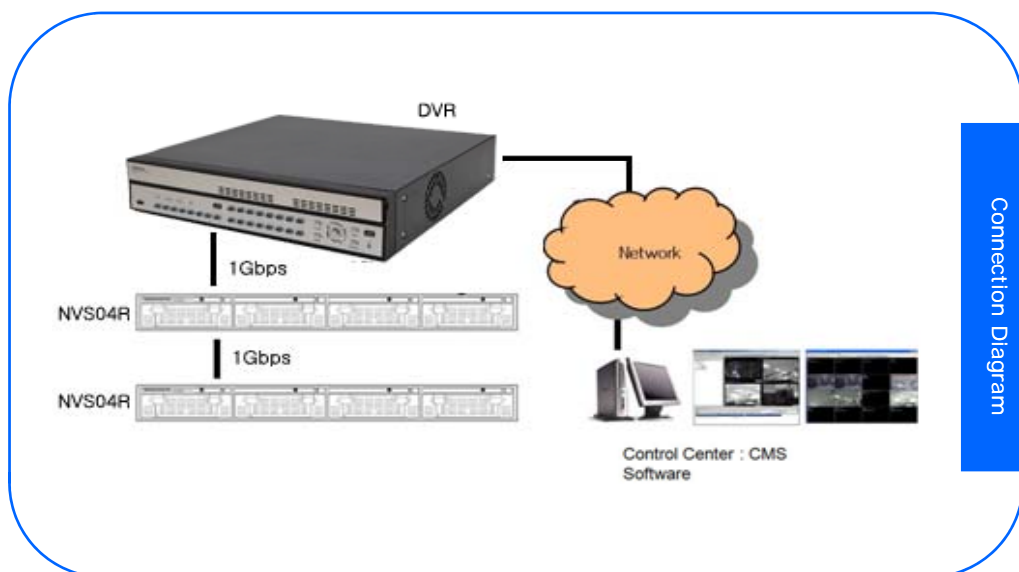 DVR
1Gbps
NVS04R
1Gbps
NVS04R
Network
Control Center : CMS
Software
Connection Diagram